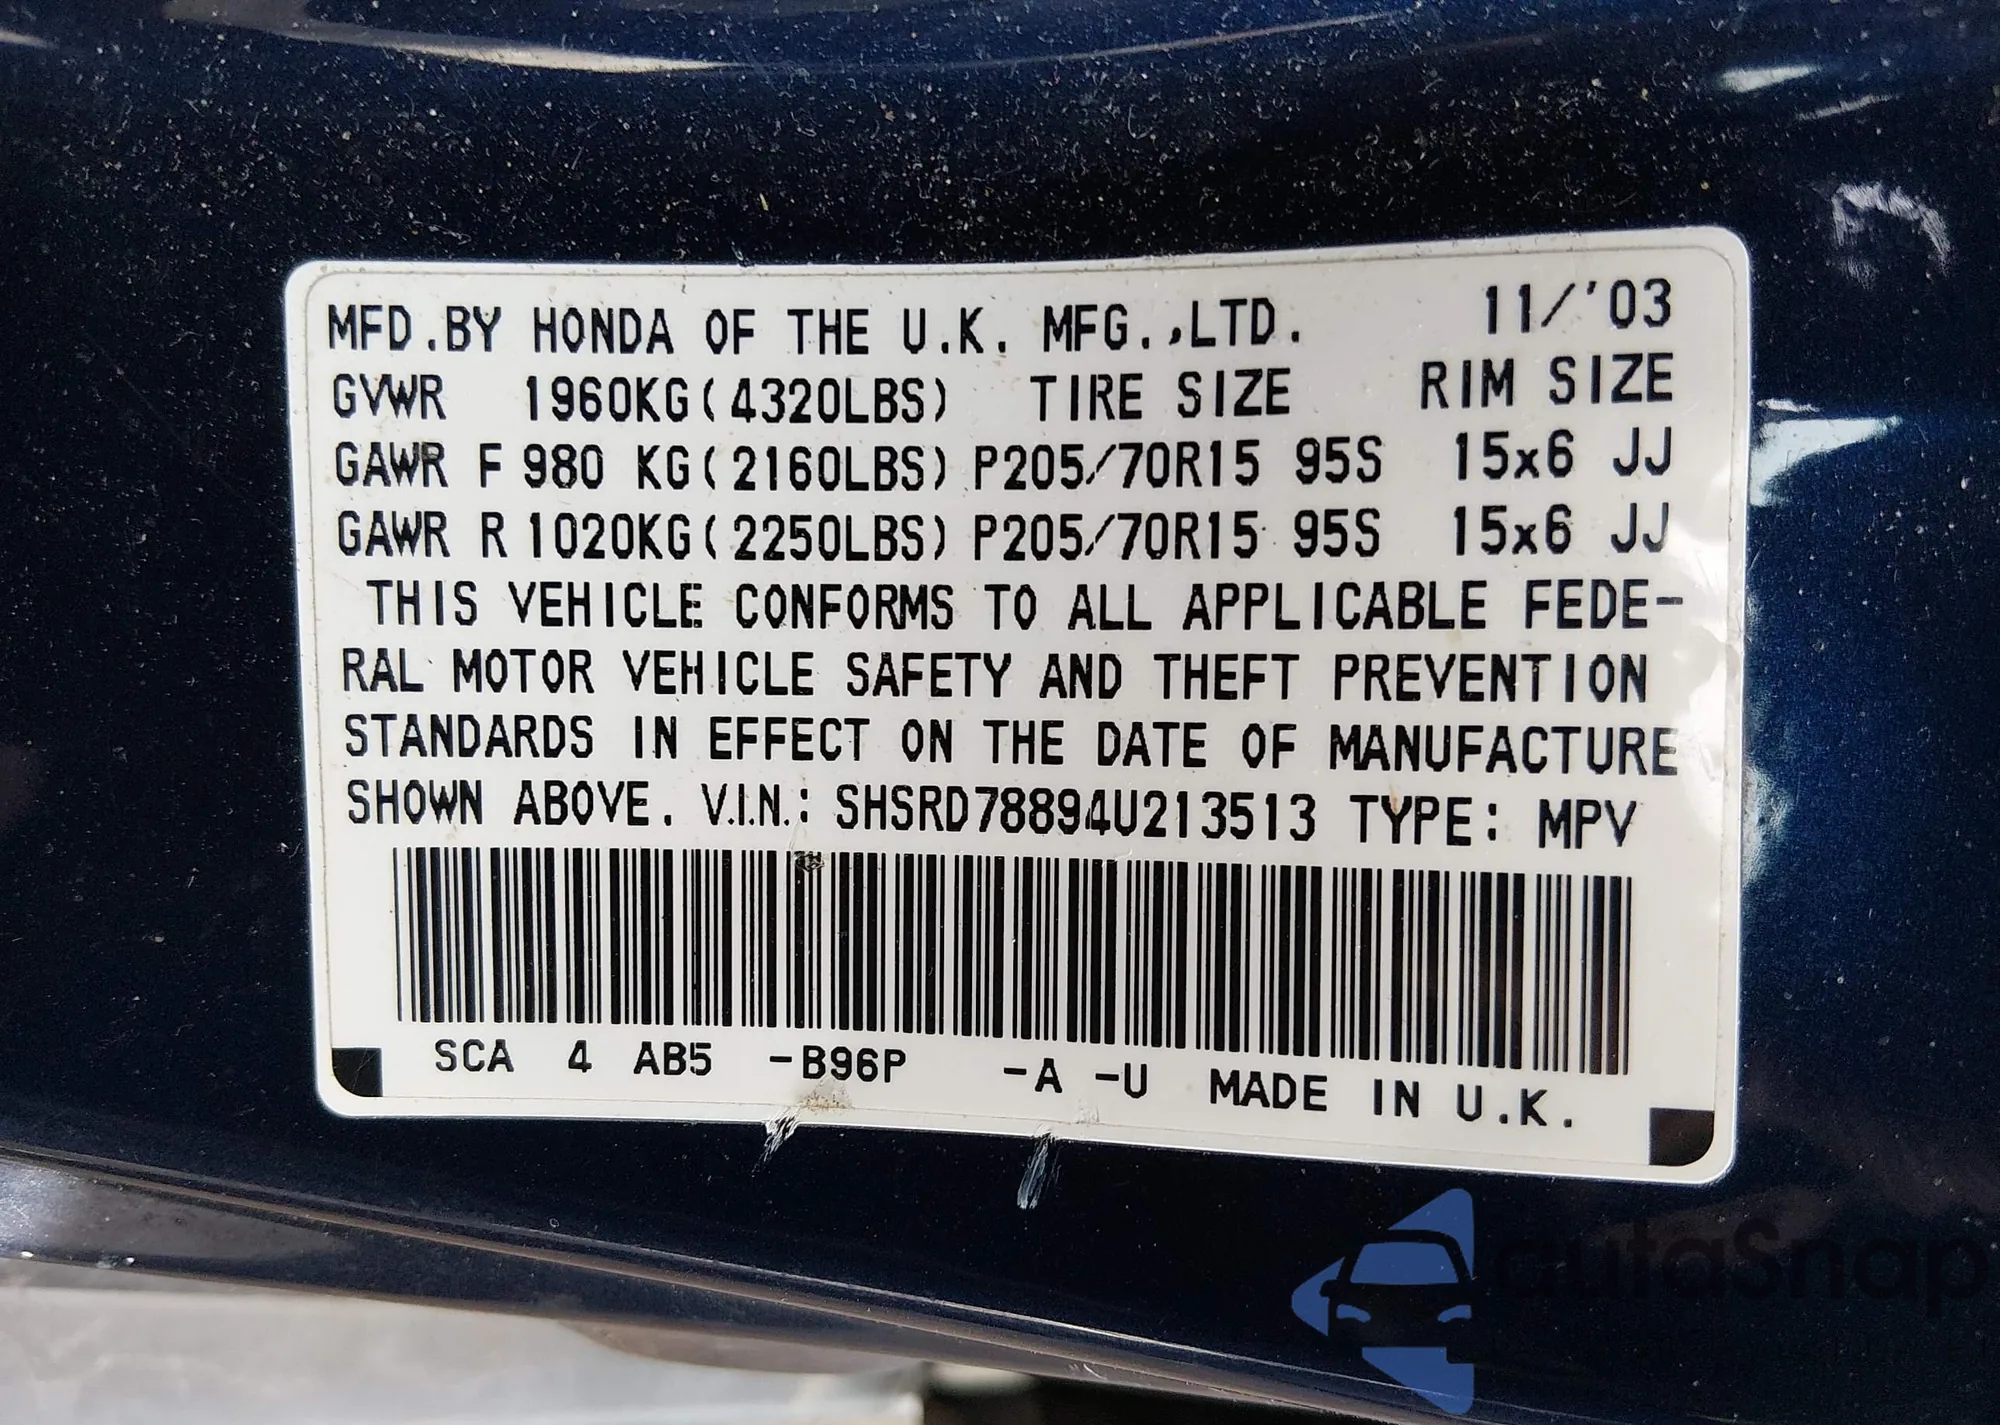 MFD.BY HONDA OF THE U.K. MFG.,LTD. 11/'03
GVWR 1960KG(4320LBS) TIRE SIZE RIM SIZE
GAWR F 980 KG(2160LBS) P205/70R15 95S 15x6 JJ
GAWR R 1020KG(2250LBS) P205/70R15 95S 15x6 JJ
THIS VEHICLE CONFORMS TO ALL APPLICABLE FEDE-
RAL MOTOR VEHICLE SAFETY AND THEFT PREVENTION
STANDARDS IN EFFECT ON THE DATE OF MANUFACTURE
SHOWN ABOVE. V.I.N.: SHSRD78894U213513 TYPE: MPV
SCA 4 AB5 -B96P -A -U MADE IN U.K.
autaSnap